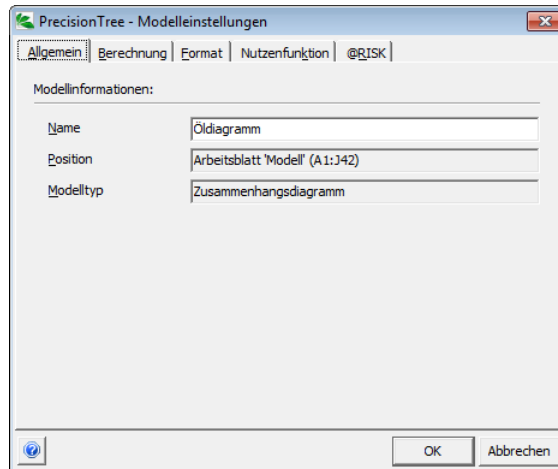 PrecisionTree - Modelleinstellungen
Allgemein Berechnung Format Nutzenfunktion @RISK
Modellinformationen:
Name Öldiagramm
Position Arbeitsblatt 'Modell' (A1:J42)
Modelltyp Zusammenhangsdiagramm
OK Abbrechen